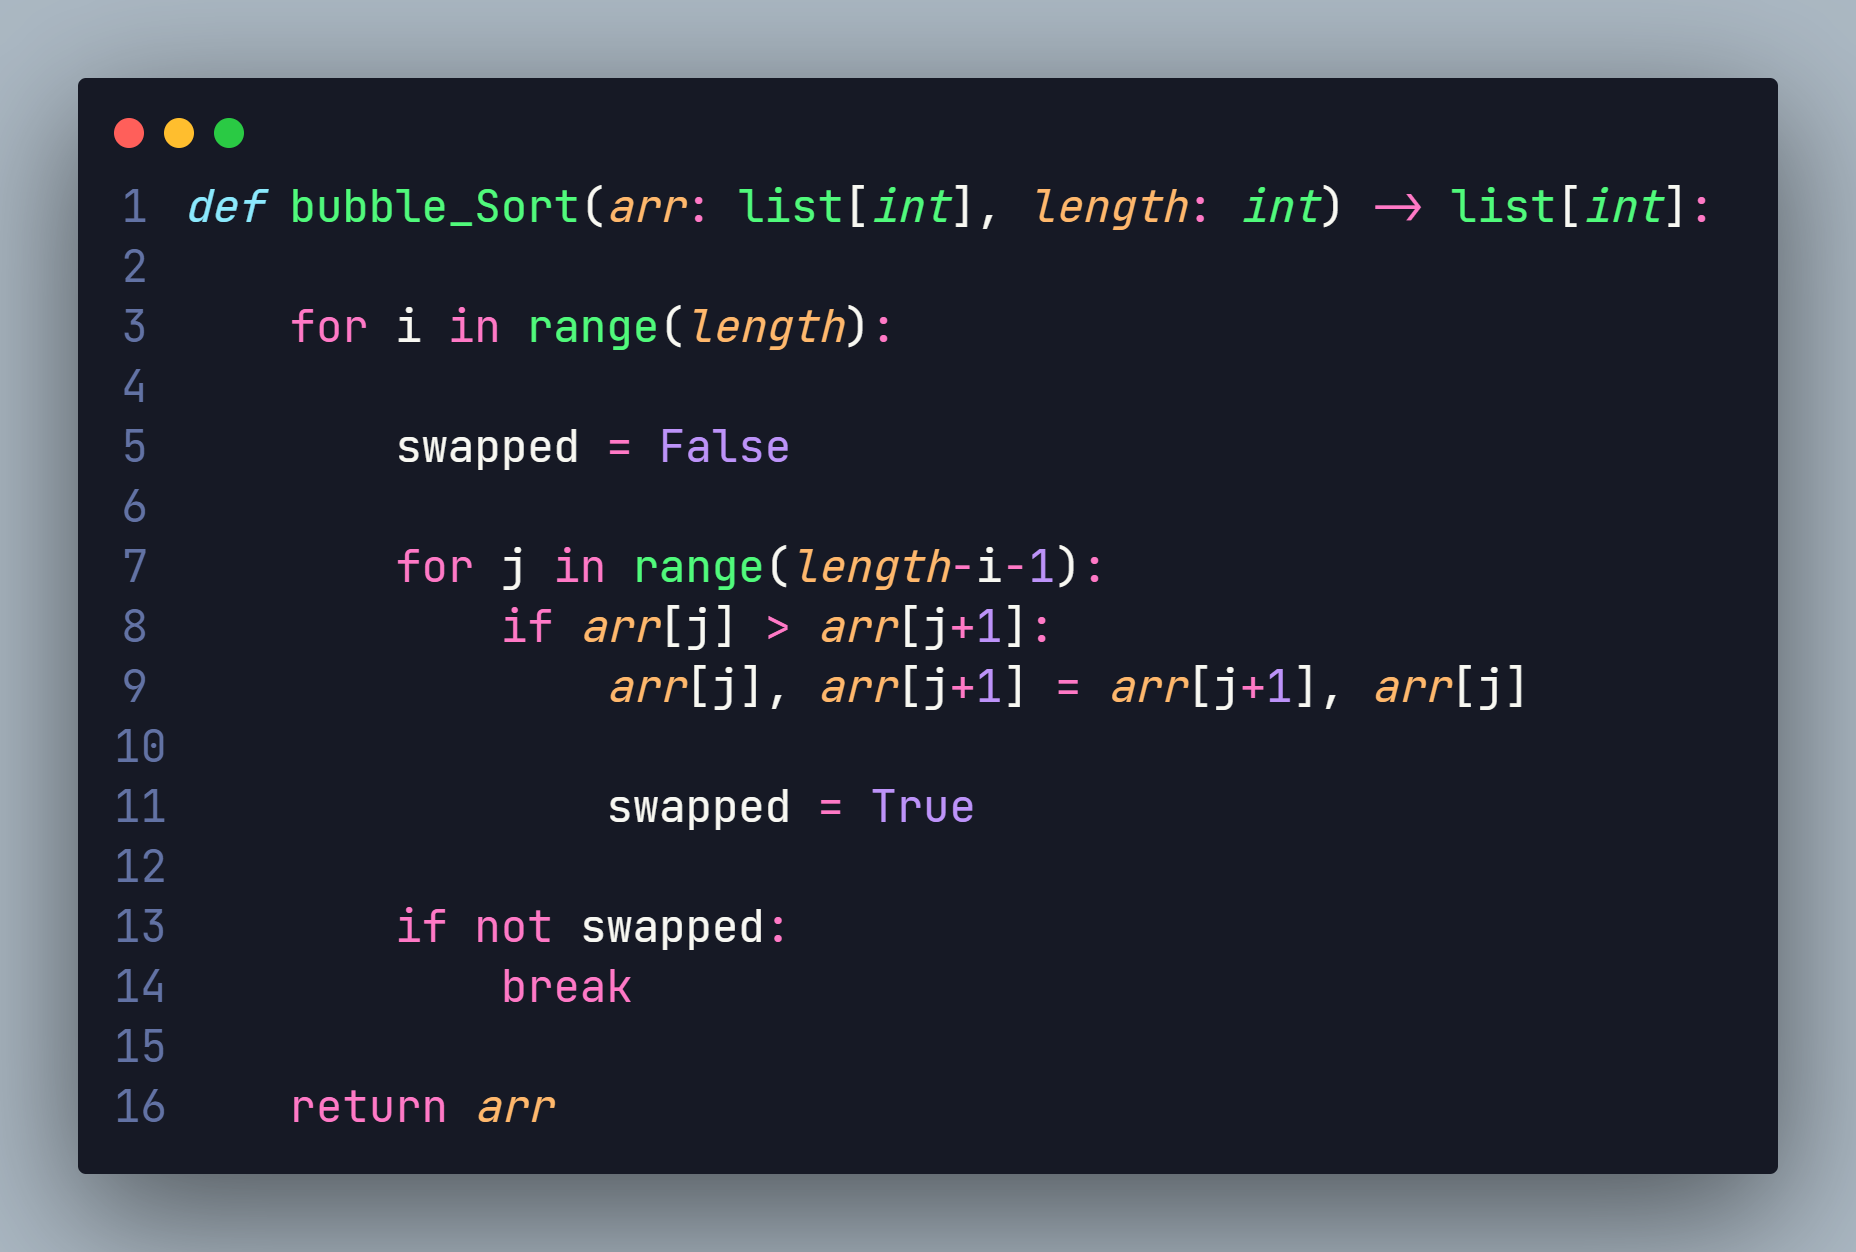 1 def bubble_Sort(arr: list[int], length: int) -> list[int]:
2
3     for i in range(length):
4
5         swapped = False
6
7         for j in range(length-i-1):
8             if arr[j] > arr[j+1]:
9                 arr[j], arr[j+1] = arr[j+1], arr[j]
10
11                 swapped = True
12
13         if not swapped:
14             break
15
16     return arr